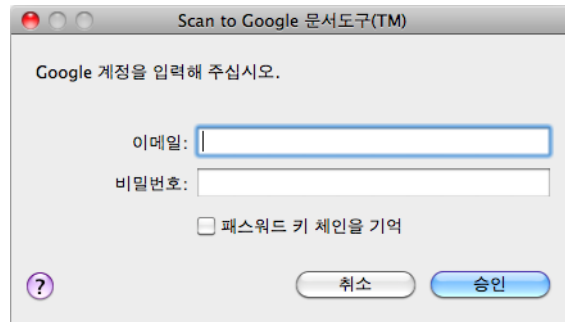 Scan to Google 문서도구(TM)
Google 계정을 입력해 주십시오.
이메일:
비밀번호:
패스워드 키 체인을 기억
?
취소
승인